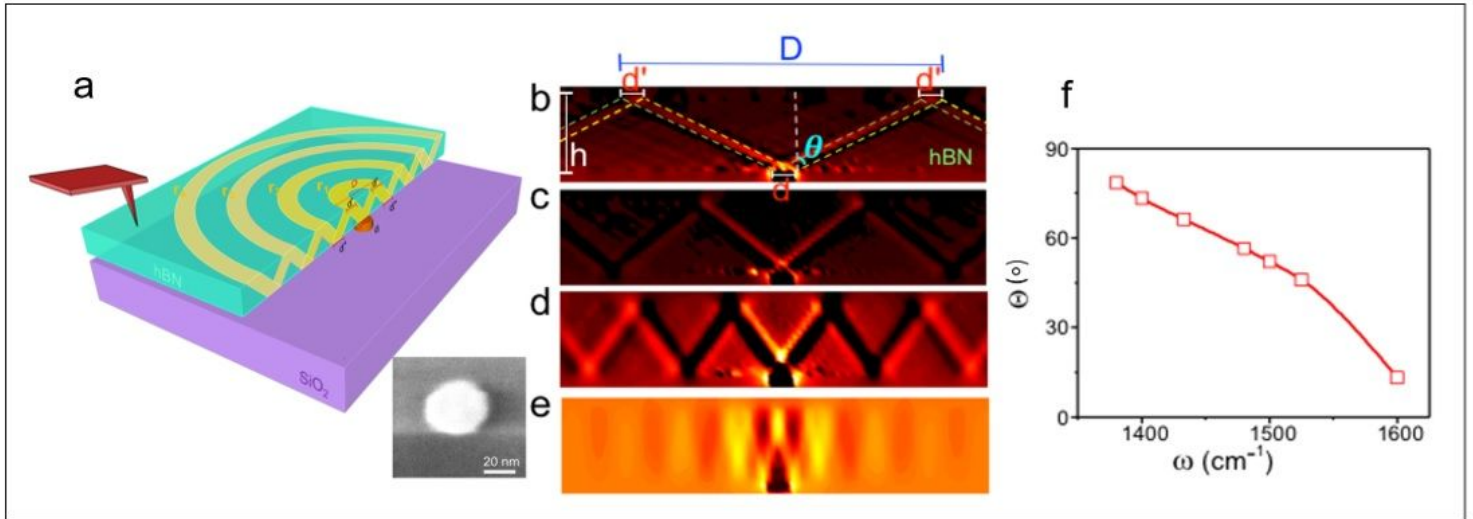 a
hBN
SiO2
20 nm
D
d' d'
b
h
θ
hBN
d
c
d
e
f
90
60
30
0
Θ (○)
1400 1500 1600
ω (cm⁻¹)